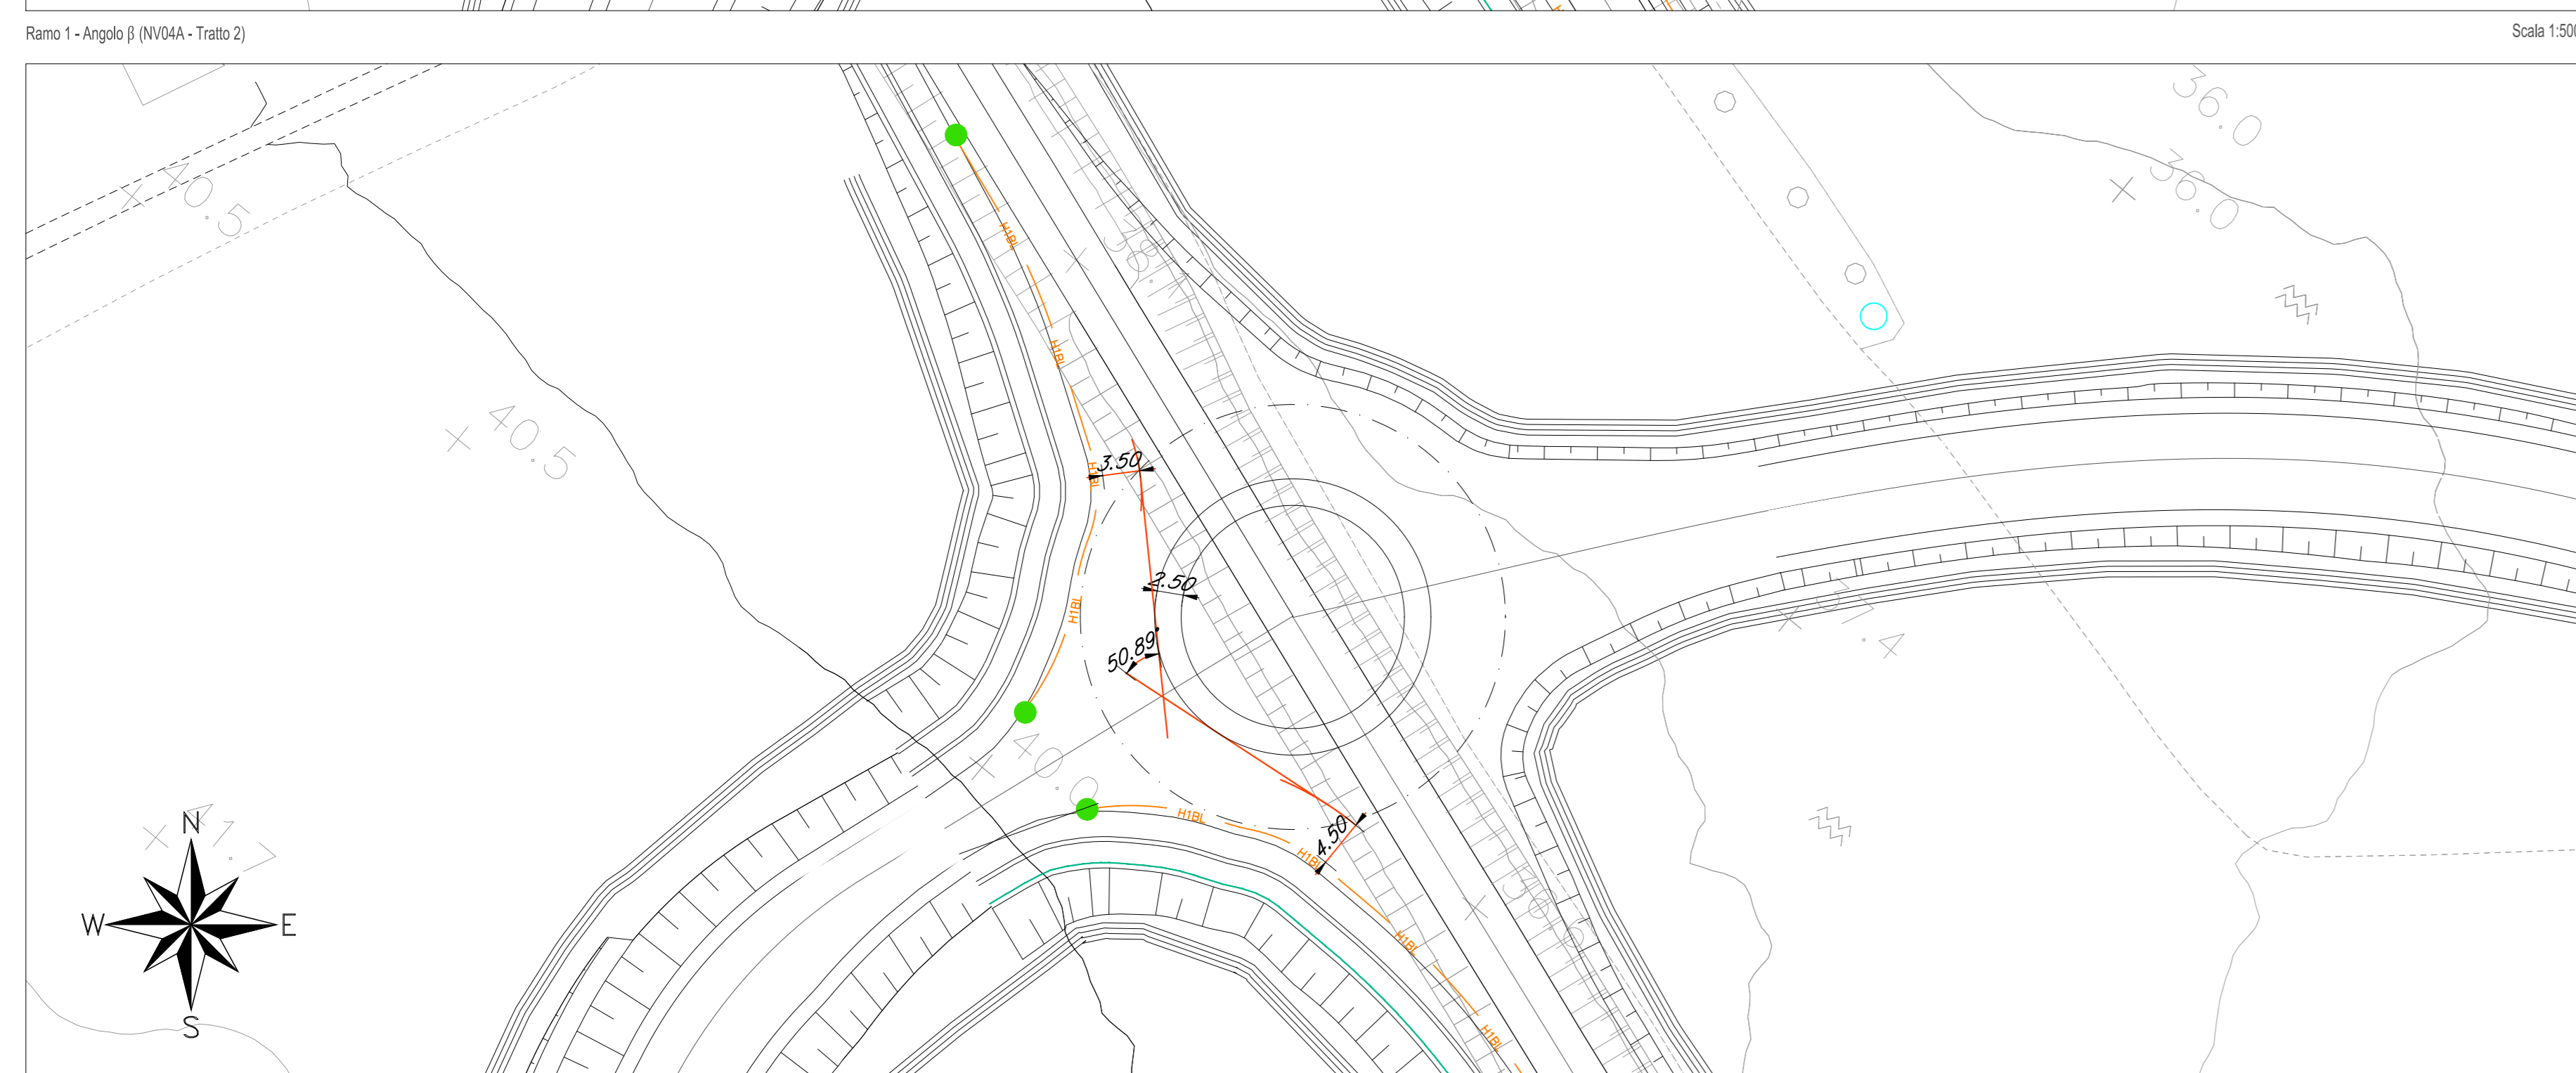 Ramo 1 - Angolo β (NV04A - Tratto 2)
Scala 1:500
36.0
36.0
40.5
H1BL
H1BL
40.5
3.50
H1BL
2.50
H1BL
50.89
40.0
N
W
E
S
H1BL
4.50
H1BL
H1BL
H1BL